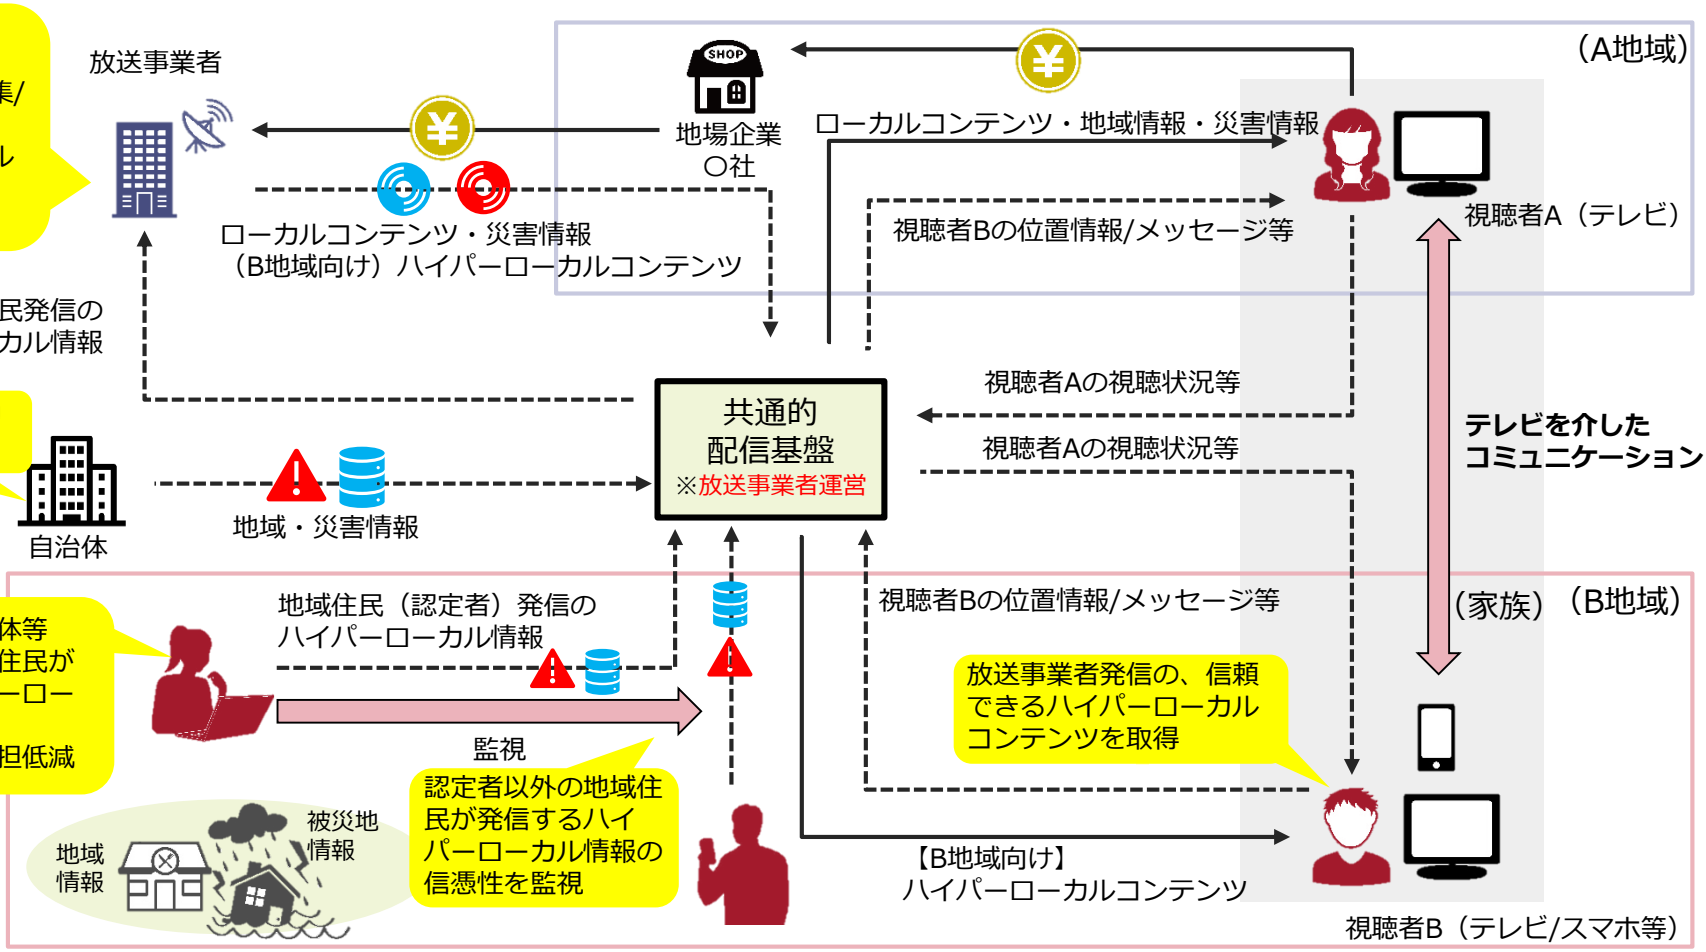 集/
ル
放送事業者
SHOP
地場企業
〇社
¥
¥
(A地域)
ローカルコンテンツ・地域情報・災害情報
視聴者Bの位置情報/メッセージ等
視聴者A(テレビ)
ローカルコンテンツ・災害情報
(B地域向け)ハイパーローカルコンテンツ
民発信の
カル情報
視聴者Aの視聴状況等
視聴者Aの視聴状況等
共通的
配信基盤
※放送事業者運営
テレビを介した
コミュニケーション
自治体
地域・災害情報
(家族)
(B地域)
体等
住民が
ーロー
担低減
地域住民(認定者)発信の
ハイパーローカル情報
監視
認定者以外の地域住
民が発信するハイ
パーローカル情報の
信憑性を監視
視聴者Bの位置情報/メッセージ等
放送事業者発信の、信頼
できるハイパーローカル
コンテンツを取得
地域
情報
被災地
情報
【B地域向け】
ハイパーローカルコンテンツ
視聴者B(テレビ/スマホ等)